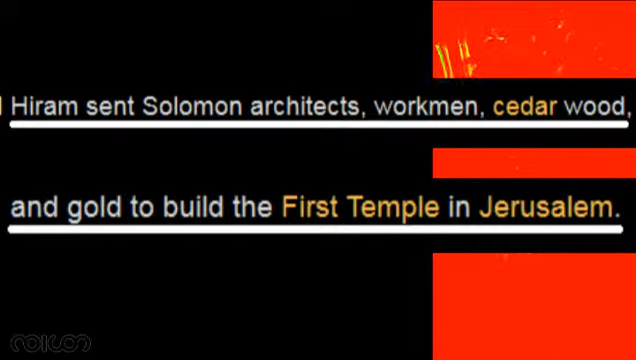 Hiram sent Solomon architects, workmen, cedar wood,
and gold to build the First Temple in Jerusalem.